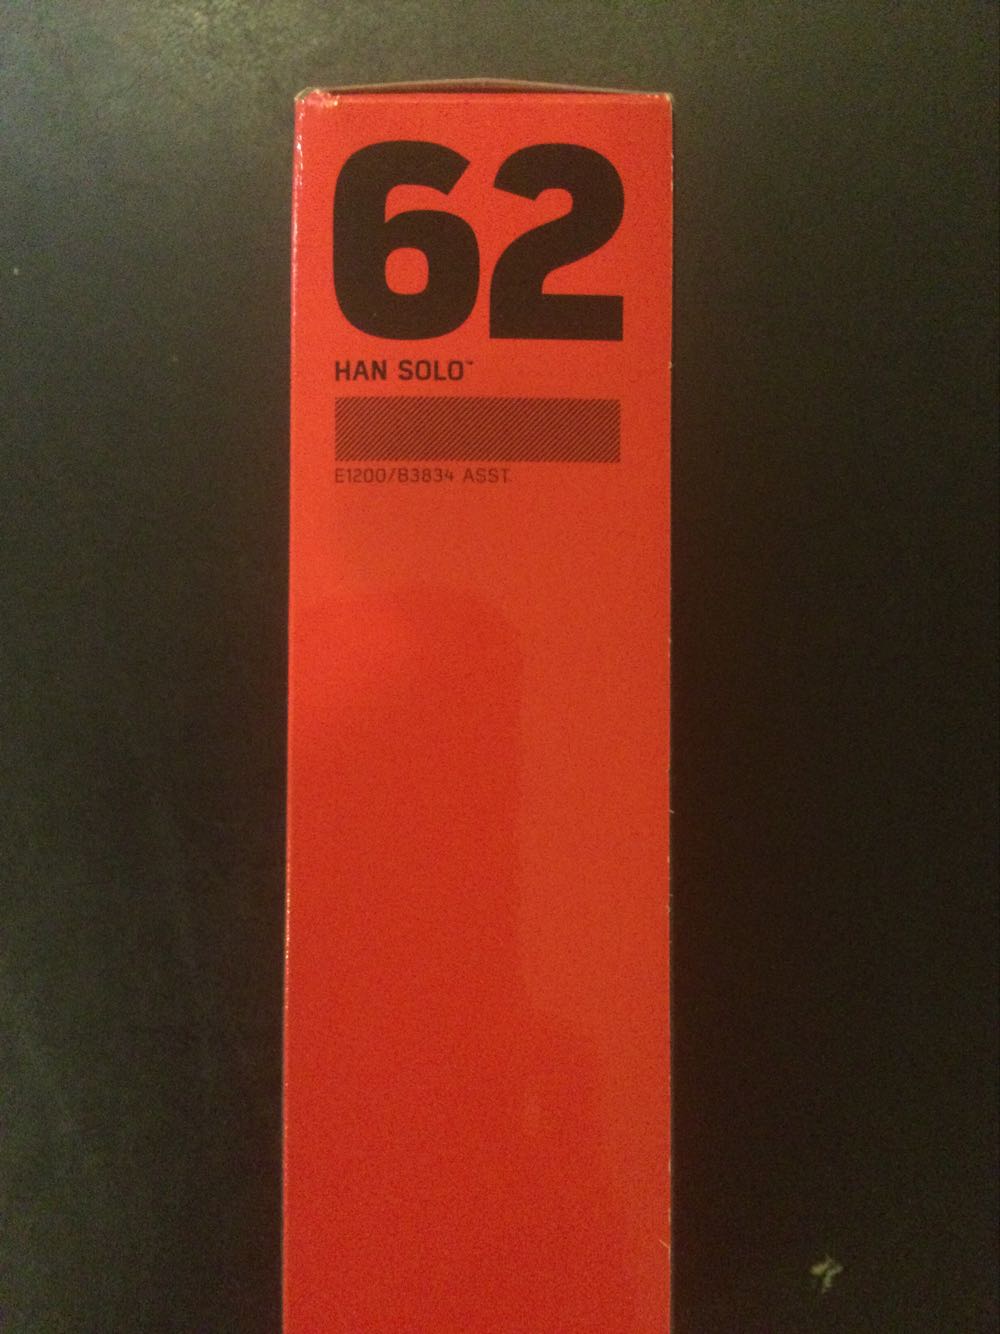 62
HAN SOLO™
E1200/B3834 ASST.